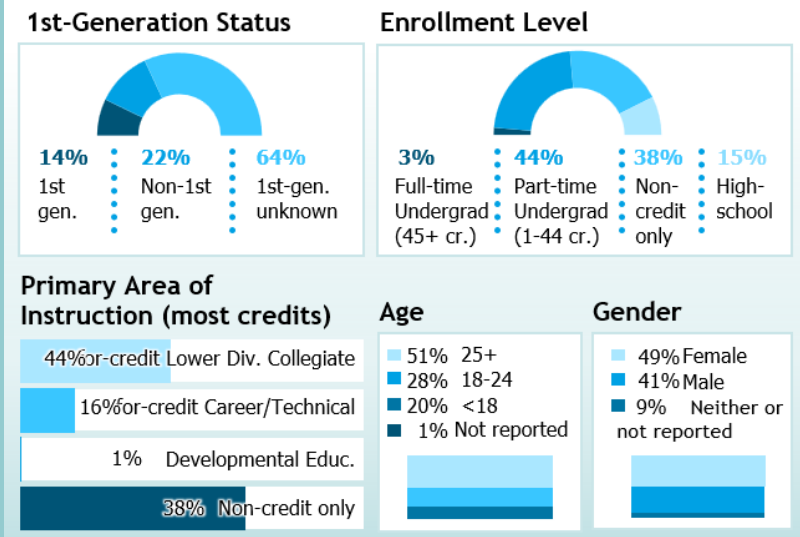 1st-Generation Status
14%
1st
gen.
22%
Non-1st
gen.
64%
1st-gen.
unknown
Enrollment Level
3%
Full-time
Undergrad
(45+ cr.)
44%
Part-time
Undergrad
(1-44 cr.)
38%
Non-
credit
only
15%
High-
school
Primary Area of
Instruction (most credits)
44% or-credit Lower Div. Collegiate
16% for-credit Career/Technical
1% Developmental Educ.
38% Non-credit only
Age
51% 25+
28% 18-24
20% <18
1% Not reported
Gender
49% Female
41% Male
9% Neither or
not reported